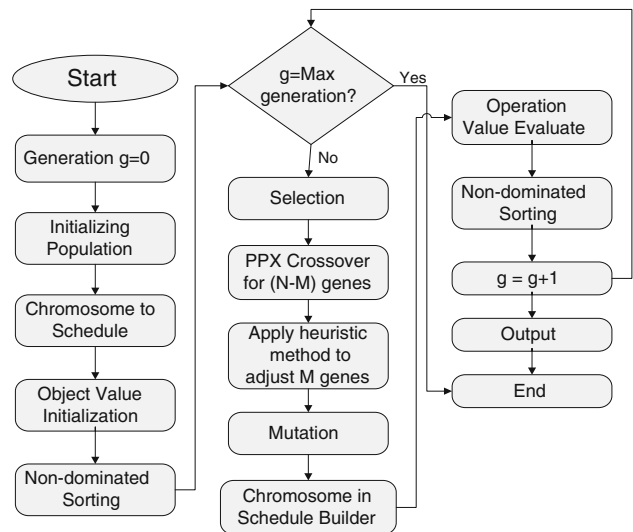 Start
Generation g=0
Initializing
Population
Chromosome to
Schedule
Object Value
Initialization
Non-dominated
Sorting
g=Max
generation?
Yes
No
Selection
PPX Crossover
for (N-M) genes
Apply heuristic
method to
adjust M genes
Mutation
Chromosome in
Schedule Builder
Operation
Value Evaluate
Non-dominated
Sorting
g = g+1
Output
End